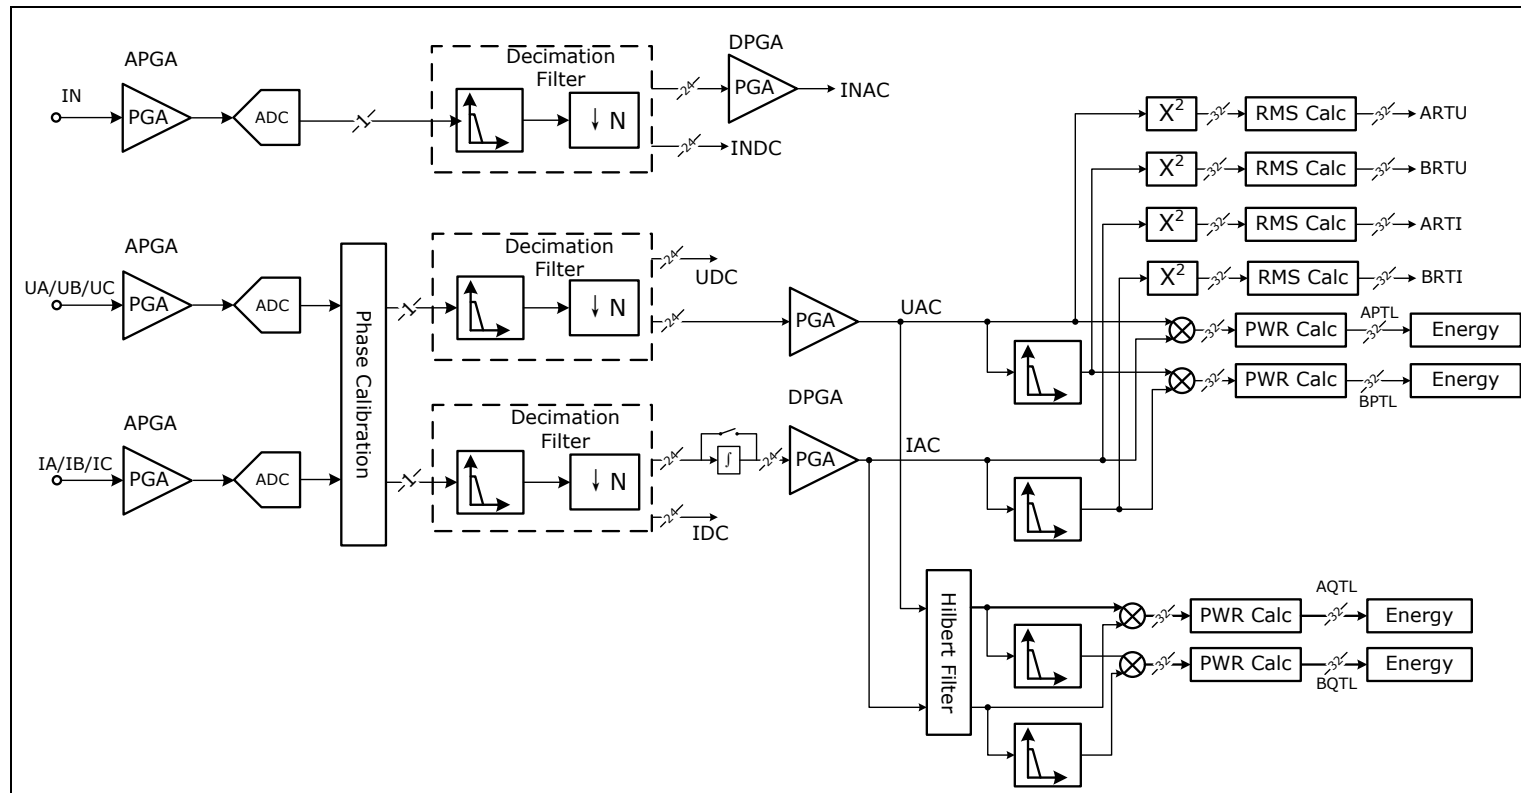 APGA
IN
PGA
ADC
-1-
Decimation
Filter
↓ N
-24-
-24-
DPGA
PGA
INAC
INDC
X²
-32-
RMS Calc
-32-
ARTU
X²
-32-
RMS Calc
-32-
BRTU
X²
-32-
RMS Calc
-32-
ARTI
X²
-32-
RMS Calc
-32-
BRTI
APGA
UA/UB/UC
PGA
ADC
Phase Calibration
-1-
Decimation
Filter
↓ N
-24-
UDC
-24-
PGA
UAC
-32-
PWR Calc
APTL
-32-
Energy
-32-
PWR Calc
-32-
BPTL
Energy
APGA
IA/IB/IC
PGA
ADC
-1-
Decimation
Filter
↓ N
-24-
∫
-24-
DPGA
PGA
IAC
-24-
IDC
Hilbert Filter
-32-
PWR Calc
AQTL
-32-
Energy
-32-
PWR Calc
-32-
BQTL
Energy